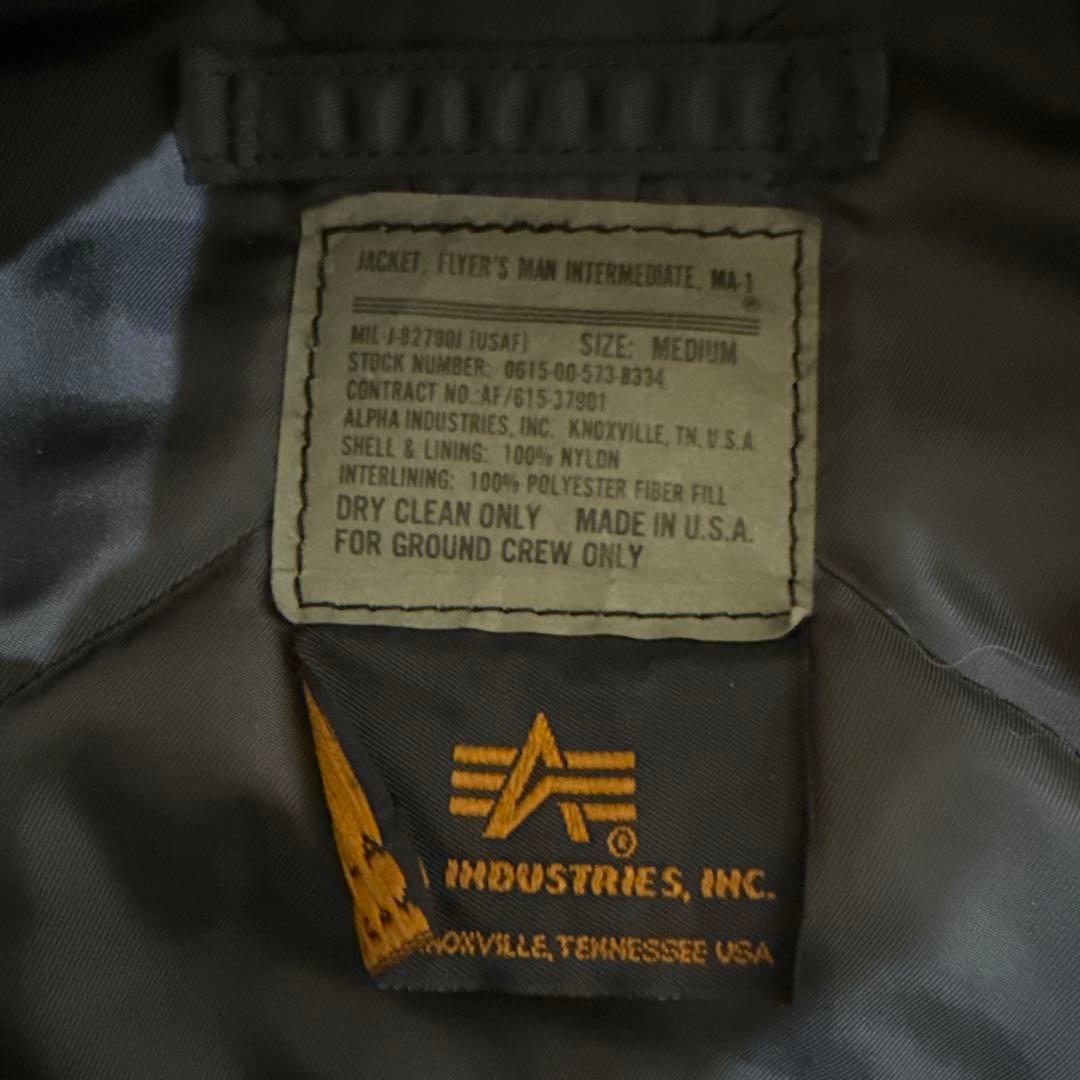 JACKET, FLYER'S MAN INTERMEDIATE, MA-1
®
MIL-J-82790J (USAF) SIZE: MEDIUM
STOCK NUMBER: 0615-00-573-8334
CONTRACT NO.:AF/615-37901
ALPHA INDUSTRIES, INC. KNOXVILLE, TN, U.S.A.
SHELL & LINING: 100% NYLON
INTERLINING: 100% POLYESTER FIBER FILL
DRY CLEAN ONLY MADE IN U.S.A.
FOR GROUND CREW ONLY
®
INDUSTRIES, INC.
NOXVILLE, TENNESSEE USA